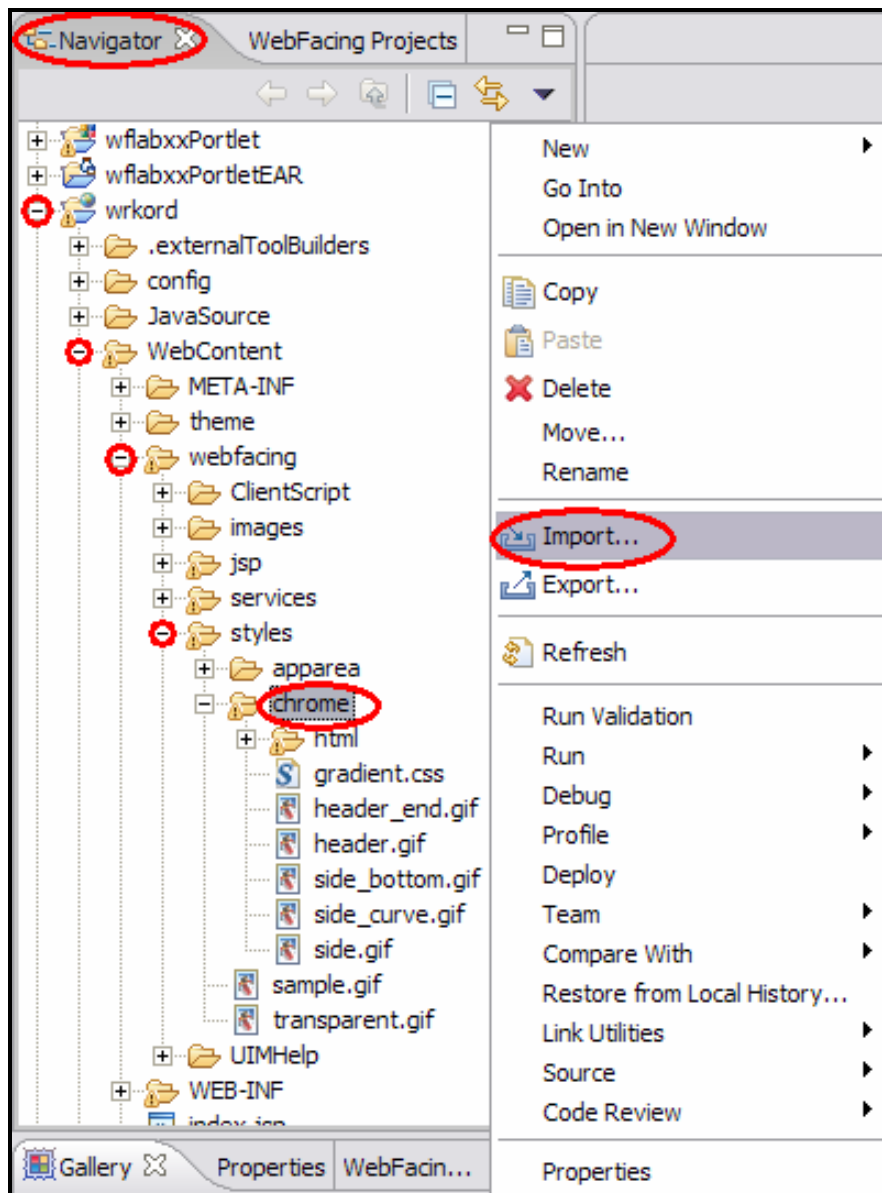 Navigator
WebFacing Projects
wflabxxPortlet
wflabxxPortletEAR
wrkord
.externalToolBuilders
config
JavaSource
WebContent
META-INF
theme
webfacing
ClientScript
images
jsp
services
styles
apparea
chrome
html
gradient.css
header_end.gif
header.gif
side_bottom.gif
side_curve.gif
side.gif
sample.gif
transparent.gif
UIMHelp
WEB-INF
index.jsp
New
Go Into
Open in New Window
Copy
Paste
Delete
Move...
Rename
Import...
Export...
Refresh
Run Validation
Run
Debug
Profile
Deploy
Team
Compare With
Restore from Local History...
Link Utilities
Source
Code Review
Properties
Gallery
Properties
WebFacin...